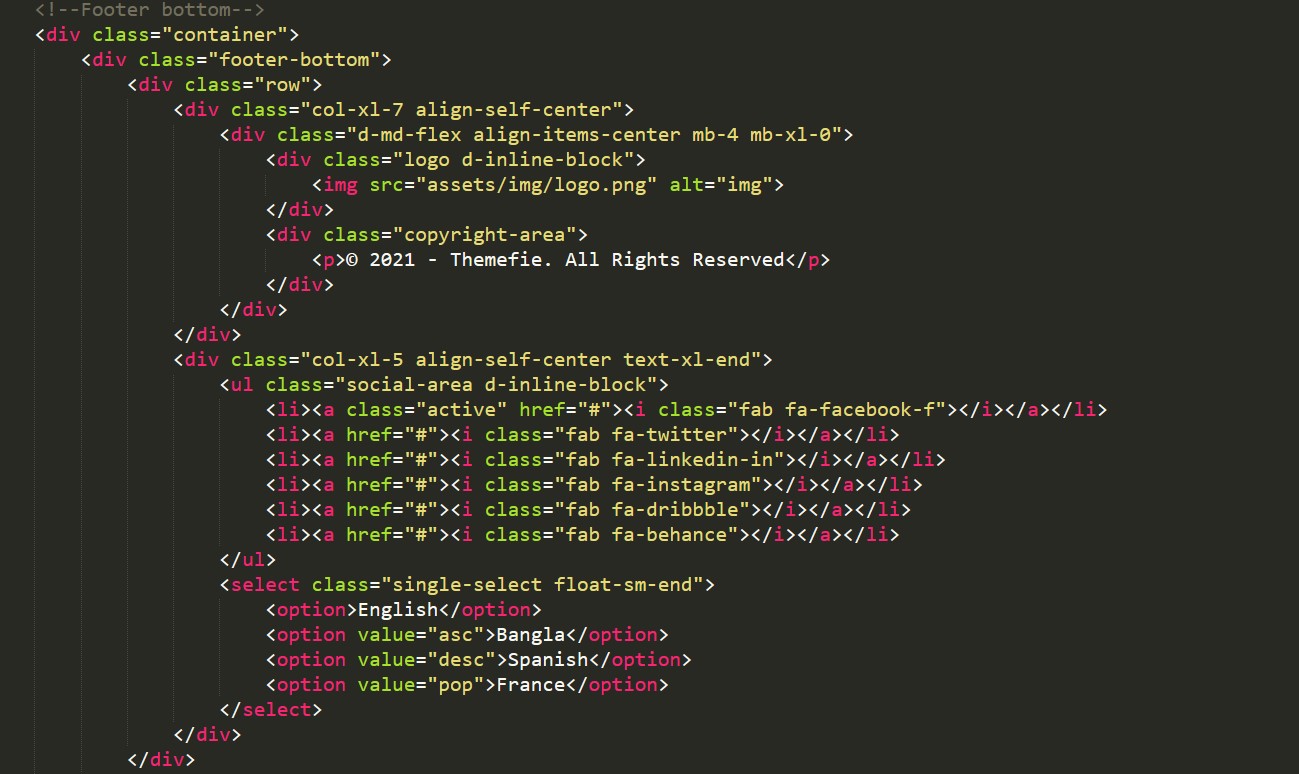 <!--Footer bottom-->
<div class="container">
<div class="footer-bottom">
<div class="row">
<div class="col-xl-7 align-self-center">
<div class="d-md-flex align-items-center mb-4 mb-xl-0">
<div class="logo d-inline-block">
<img src="assets/img/logo.png" alt="img">
</div>
<div class="copyright-area">
<p>© 2021 - Themefie. All Rights Reserved</p>
</div>
</div>
</div>
<div class="col-xl-5 align-self-center text-xl-end">
<ul class="social-area d-inline-block">
<li><a class="active" href="#"><i class="fab fa-facebook-f"></i></a></li>
<li><a href="#"><i class="fab fa-twitter"></i></a></li>
<li><a href="#"><i class="fab fa-linkedin-in"></i></a></li>
<li><a href="#"><i class="fab fa-instagram"></i></a></li>
<li><a href="#"><i class="fab fa-dribbble"></i></a></li>
<li><a href="#"><i class="fab fa-behance"></i></a></li>
</ul>
<select class="single-select float-sm-end">
<option>English</option>
<option value="asc">Bangla</option>
<option value="desc">Spanish</option>
<option value="pop">France</option>
</select>
</div>
</div>